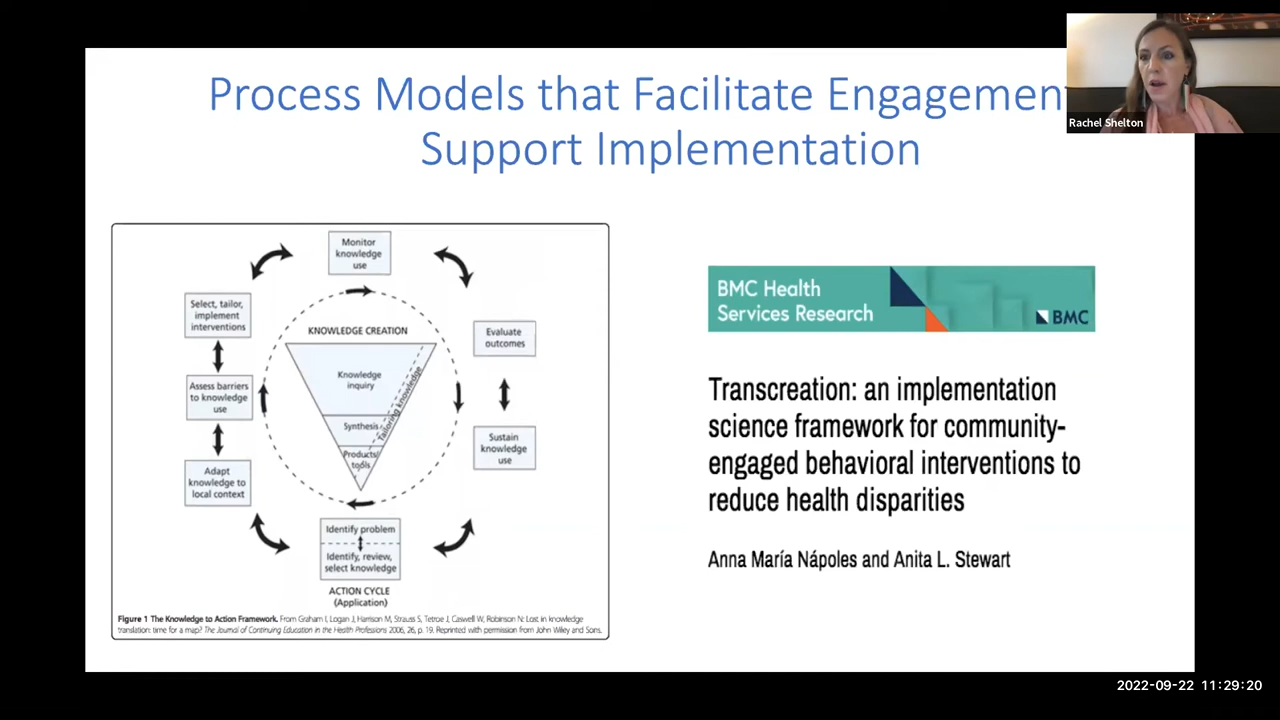 Process Models that Facilitate Engagemen
Support Implementation
Rachel Shelton
Monitor
knowledge
use
Select, tailor,
implement
interventions
Assess barriers
to knowledge
use
Adapt
knowledge to
local context
KNOWLEDGE CREATION
Knowledge
inquiry
Synthesis
Products/
tools
Tailoring knowledge
Evaluate
outcomes
Sustain
knowledge
use
Identify problem
Identify, review,
select knowledge
ACTION CYCLE
(Application)
Figure 1 The Knowledge to Action Framework. From Graham I, Logan J, Harrison M, Strauss S, Tetroe J, Caswell W, Robinson N: Lost in knowledge
translation: time for a map? The Journal of Continuing Education in the Health Professions 2006, 26, p. 19. Reprinted with permission from John Wiley and Sons.
BMC Health
Services Research
BMC
Transcreation: an implementation
science framework for community-
engaged behavioral interventions to
reduce health disparities
Anna María Nápoles and Anita L. Stewart
2022-09-22 11:29:20